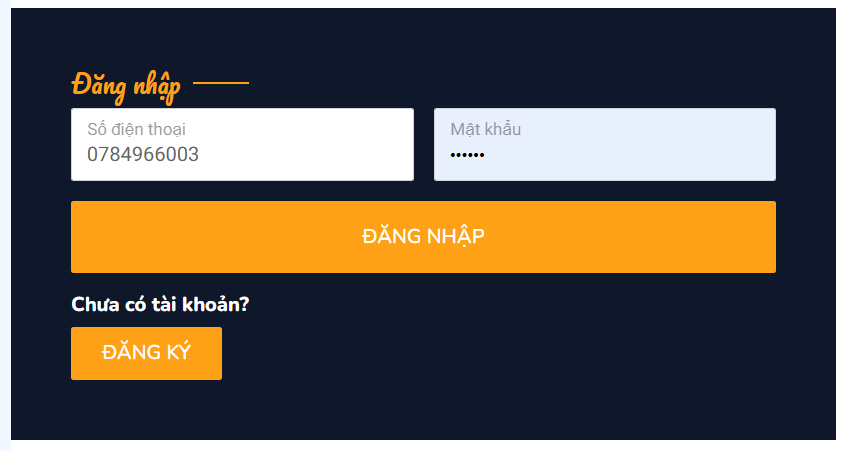 Đăng nhập
Số điện thoại
0784966003
Mật khẩu
••••••
ĐĂNG NHẬP
Chưa có tài khoản?
ĐĂNG KÝ